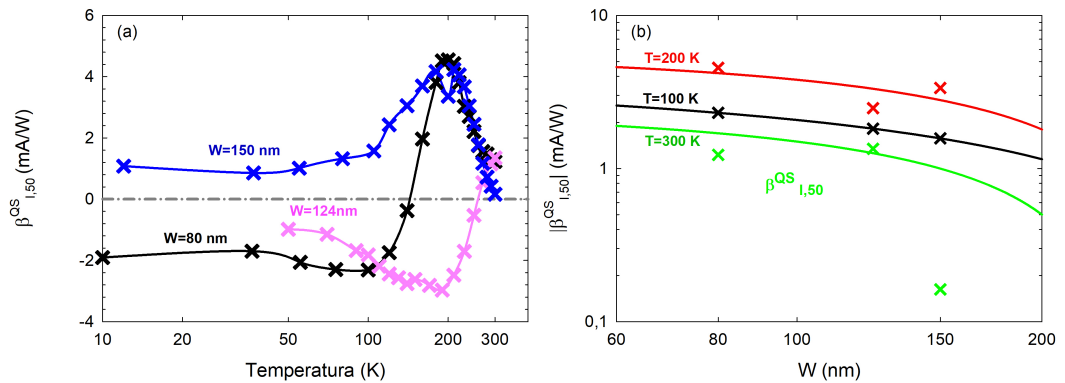 (a)
β^QS_I,50 (mA/W)
6
4
2
0
-2
-4
W=150 nm
W=124nm
W=80 nm
10
20
50
100
200
300
Temperatura (K)
(b)
|β^QS_I,50| (mA/W)
10
1
0,1
T=200 K
T=100 K
T=300 K
β^QS_I,50
60
80
100
150
200
W (nm)